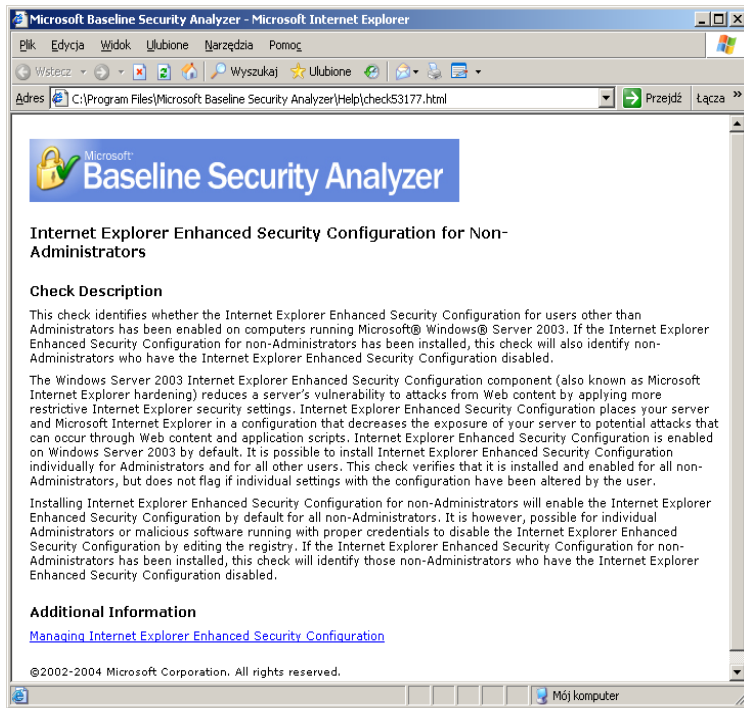 Microsoft Baseline Security Analyzer - Microsoft Internet Explorer
Plik Edycja Widok Ulubione Narzędzia Pomoc
Wstecz Wyszukaj Ulubione
Adres C:\Program Files\Microsoft Baseline Security Analyzer\Help\check53177.html Przejdź Łącza »
Microsoft
Baseline Security Analyzer
Internet Explorer Enhanced Security Configuration for Non-
Administrators
Check Description
This check identifies whether the Internet Explorer Enhanced Security Configuration for users other than
Administrators has been enabled on computers running Microsoft® Windows® Server 2003. If the Internet Explorer
Enhanced Security Configuration for non-Administrators has been installed, this check will also identify non-
Administrators who have the Internet Explorer Enhanced Security Configuration disabled.
The Windows Server 2003 Internet Explorer Enhanced Security Configuration component (also known as Microsoft
Internet Explorer hardening) reduces a server's vulnerability to attacks from Web content by applying more
restrictive Internet Explorer security settings. Internet Explorer Enhanced Security Configuration places your server
and Microsoft Internet Explorer in a configuration that decreases the exposure of your server to potential attacks that
can occur through Web content and application scripts. Internet Explorer Enhanced Security Configuration is enabled
on Windows Server 2003 by default. It is possible to install Internet Explorer Enhanced Security Configuration
individually for Administrators and for all other users. This check verifies that it is installed and enabled for all non-
Administrators, but does not flag if individual settings with the configuration have been altered by the user.
Installing Internet Explorer Enhanced Security Configuration for non-Administrators will enable the Internet Explorer
Enhanced Security Configuration by default for all non-Administrators. It is however, possible for individual
Administrators or malicious software running with proper credentials to disable the Internet Explorer Enhanced
Security Configuration by editing the registry. If the Internet Explorer Enhanced Security Configuration for non-
Administrators has been installed, this check will identify those non-Administrators who have the Internet Explorer
Enhanced Security Configuration disabled.
Additional Information
Managing Internet Explorer Enhanced Security Configuration
©2002-2004 Microsoft Corporation. All rights reserved.
Mój komputer